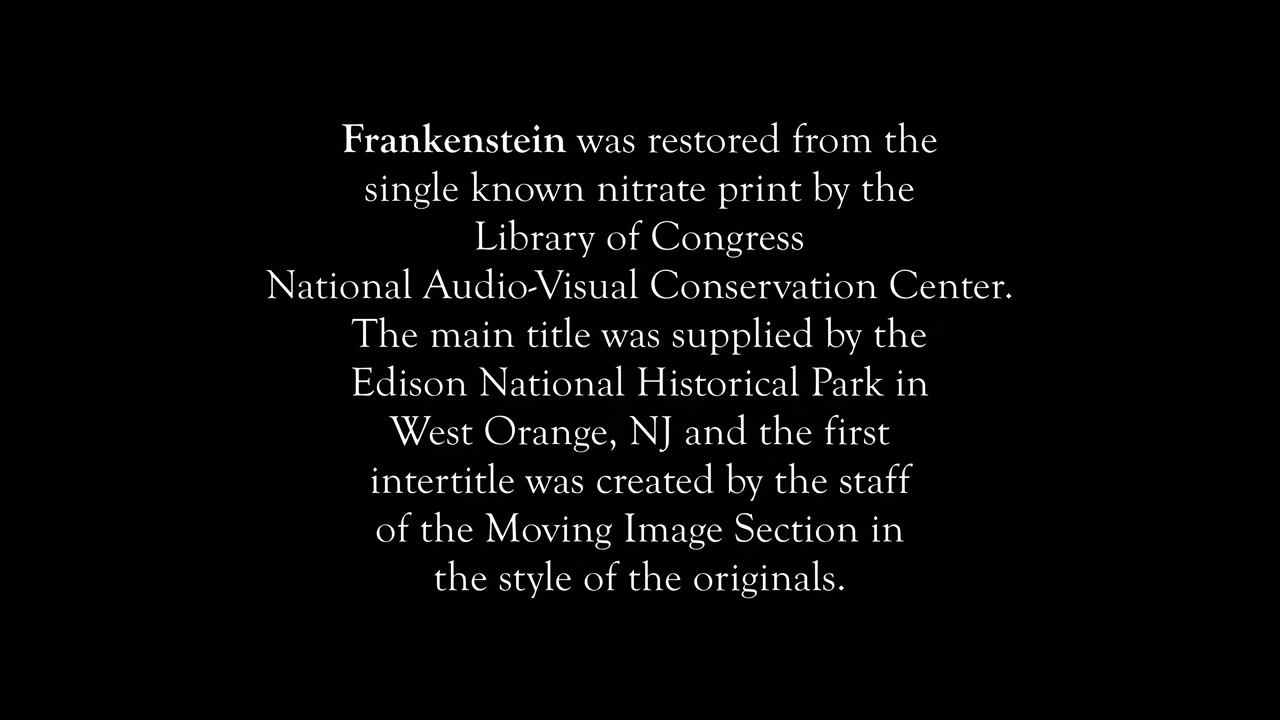 Frankenstein was restored from the
single known nitrate print by the
Library of Congress
National Audio-Visual Conservation Center.
The main title was supplied by the
Edison National Historical Park in
West Orange, NJ and the first
intertitle was created by the staff
of the Moving Image Section in
the style of the originals.